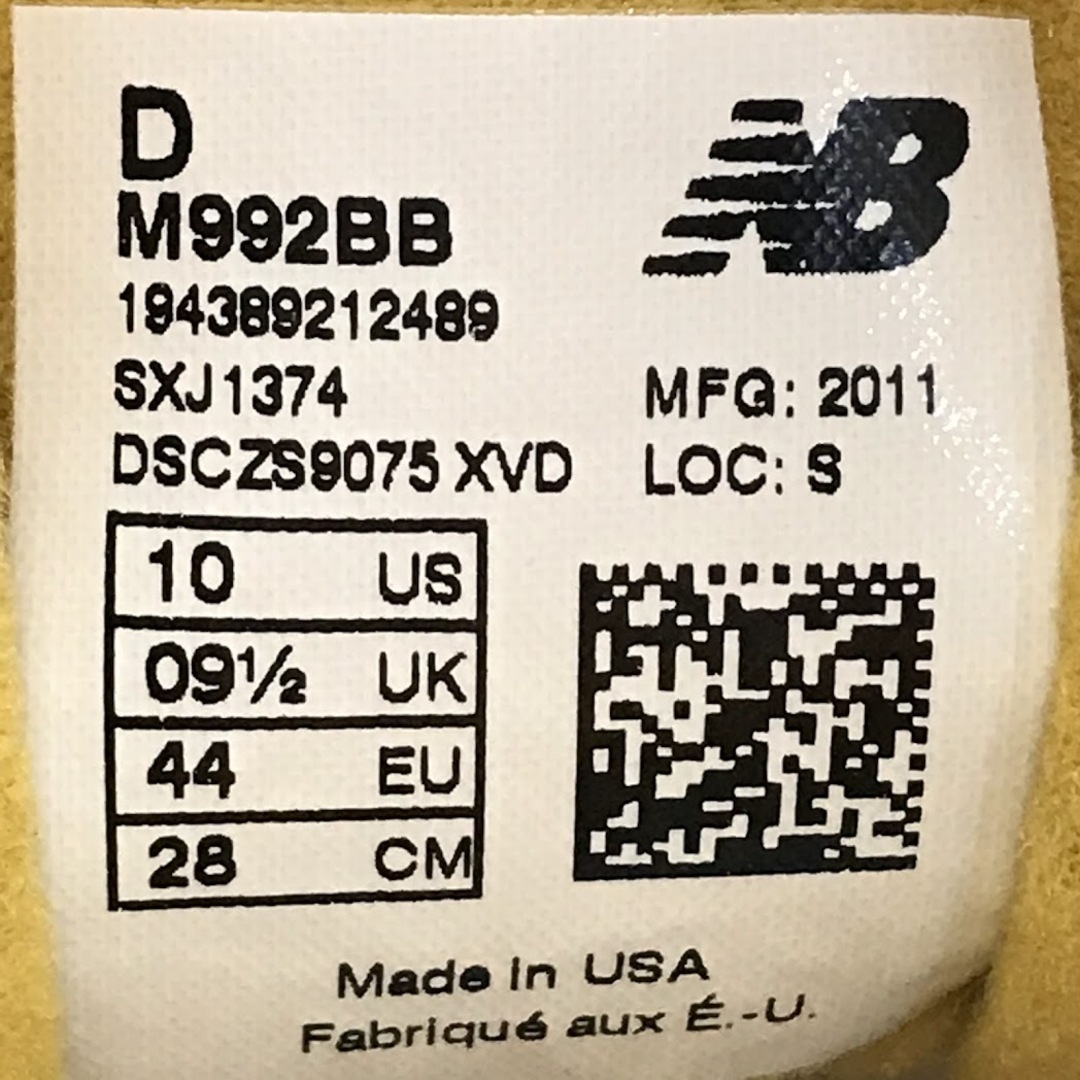 D
NB
M992BB
194389212489
SXJ1374
MFG: 2011
DSCZS9075 XVD
LOC: S
10 US
09½ UK
44 EU
28 CM
Made in USA
Fabriqué aux É.-U.